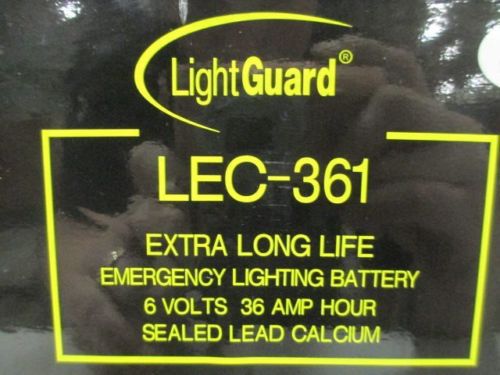 LightGuard®
LEC-361
EXTRA LONG LIFE
EMERGENCY LIGHTING BATTERY
6 VOLTS 36 AMP HOUR
SEALED LEAD CALCIUM